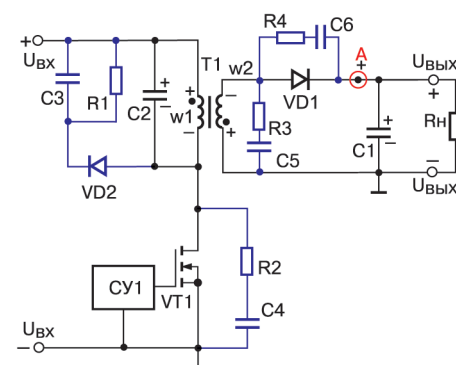 R4
C6
+
UВХ
T1
w2
A
+
UВЫХ
+
C3
R1
+
−
C2
w1
+
−
−
+
VD1
R3
C5
+
−
C1
RН
−
UВЫХ
VD2
R2
СУ1
VT1
C4
UВХ
−